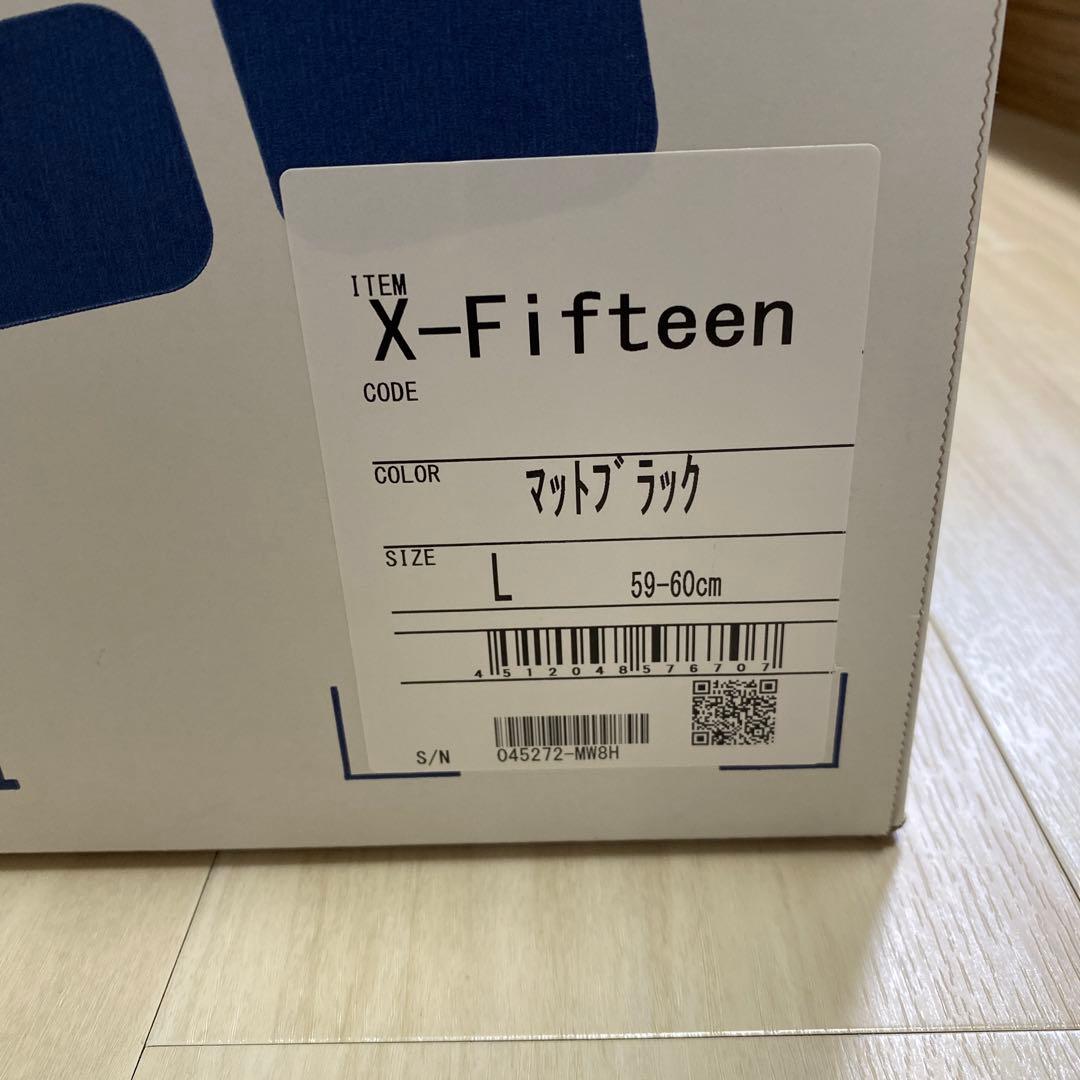 ITEM
X-Fifteen
CODE
COLOR ﾏｯﾄﾌﾞﾗｯｸ
SIZE L 59-60cm
4512048576707
S/N 045272-MW8H